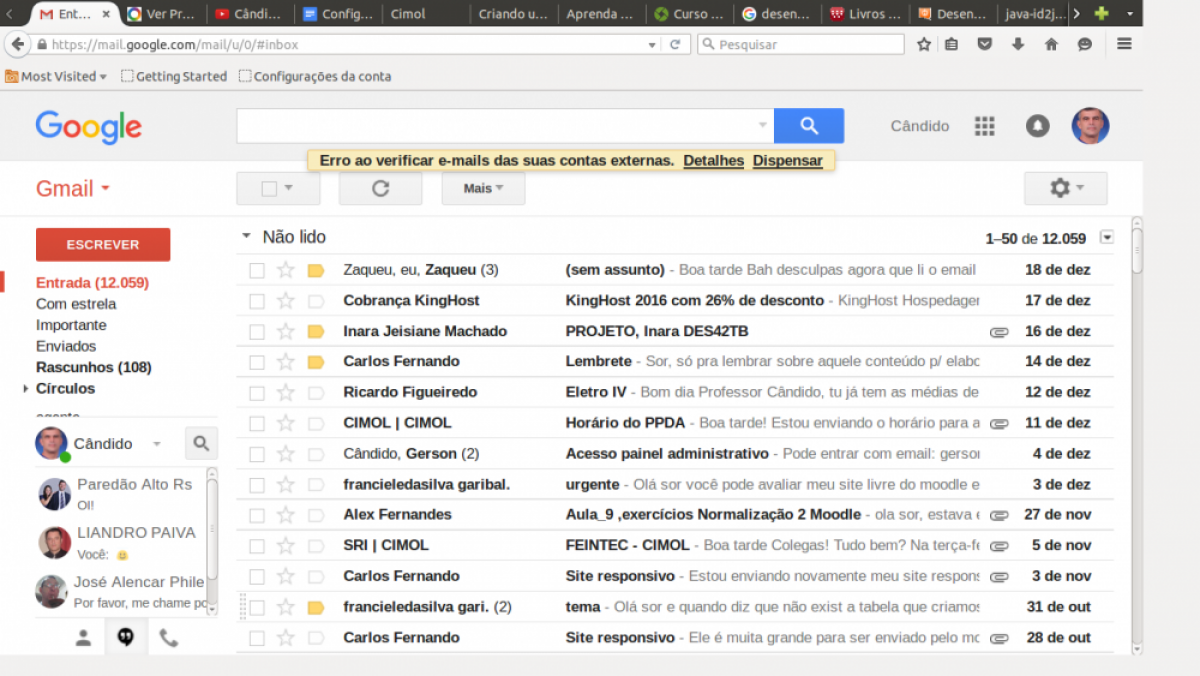 Ent... × Ver Pr... Cândi... Config... Cimol Criando u... Aprenda ... Curso ... desen... Livros ... Desen... java-id2j...
https://mail.google.com/mail/u/0/#inbox Pesquisar
Most Visited Getting Started Configurações da conta
Google Cândido
Erro ao verificar e-mails das suas contas externas. Detalhes Dispensar
Gmail Mais
ESCREVER
Entrada (12.059)
Com estrela
Importante
Enviados
Rascunhos (108)
Círculos
Cândido
Paredão Alto Rs
OI!
LIANDRO PAIVA
Você:
José Alencar Phile
Por favor, me chame po
Não lido 1–50 de 12.059
Zaqueu, eu, Zaqueu (3) (sem assunto) - Boa tarde Bah desculpas agora que li o email 18 de dez
Cobrança KingHost KingHost 2016 com 26% de desconto - KingHost Hospedagen 17 de dez
Inara Jeisiane Machado PROJETO, Inara DES42TB 16 de dez
Carlos Fernando Lembrete - Sor, só pra lembrar sobre aquele conteúdo p/ elabo 14 de dez
Ricardo Figueiredo Eletro IV - Bom dia Professor Cândido, tu já tem as médias de 12 de dez
CIMOL | CIMOL Horário do PPDA - Boa tarde! Estou enviando o horário para a 11 de dez
Cândido, Gerson (2) Acesso painel administrativo - Pode entrar com email: gerson 4 de dez
francieledasilva garibal. urgente - Olá sor você pode avaliar meu site livre do moodle e 3 de dez
Alex Fernandes Aula_9 ,exercícios Normalização 2 Moodle - ola sor, estava e 27 de nov
SRI | CIMOL FEINTEC - CIMOL - Boa tarde Colegas! Tudo bem? Na terça-fe 5 de nov
Carlos Fernando Site responsivo - Estou enviando novamente meu site respons 3 de nov
francieledasilva gari. (2) tema - Olá sor e quando diz que não exist a tabela que criamos 31 de out
Carlos Fernando Site responsivo - Ele é muita grande para ser enviado pelo mo 28 de out